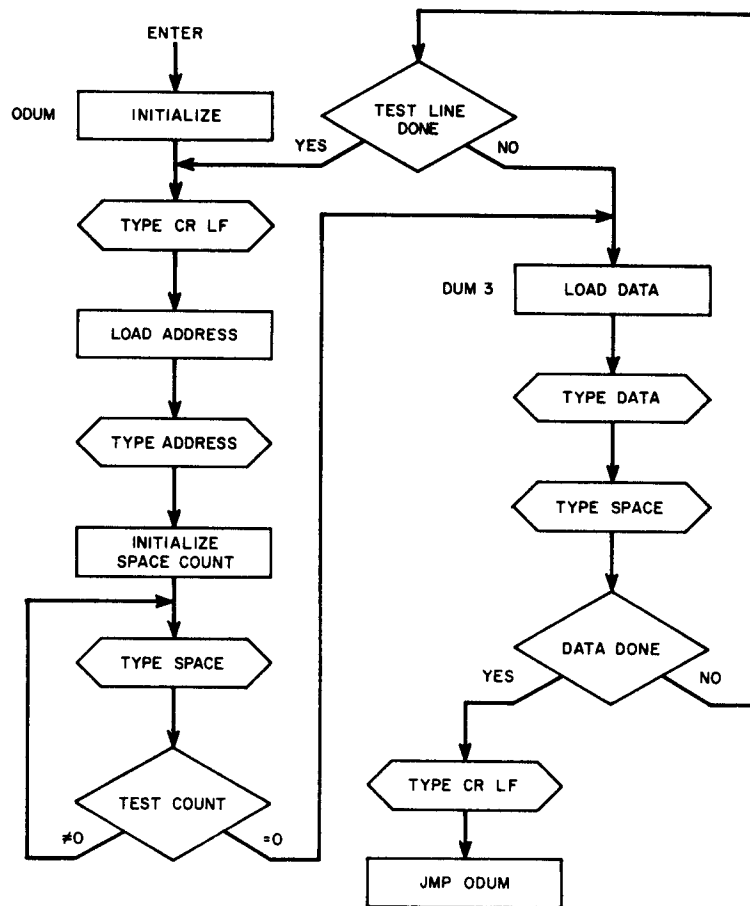 ENTER
ODUM
INITIALIZE
TEST LINE
DONE
YES
NO
TYPE CR LF
DUM 3
LOAD DATA
LOAD ADDRESS
TYPE DATA
TYPE ADDRESS
TYPE SPACE
INITIALIZE
SPACE COUNT
TYPE SPACE
DATA DONE
YES
NO
TYPE CR LF
TEST COUNT
≠0
=0
JMP ODUM